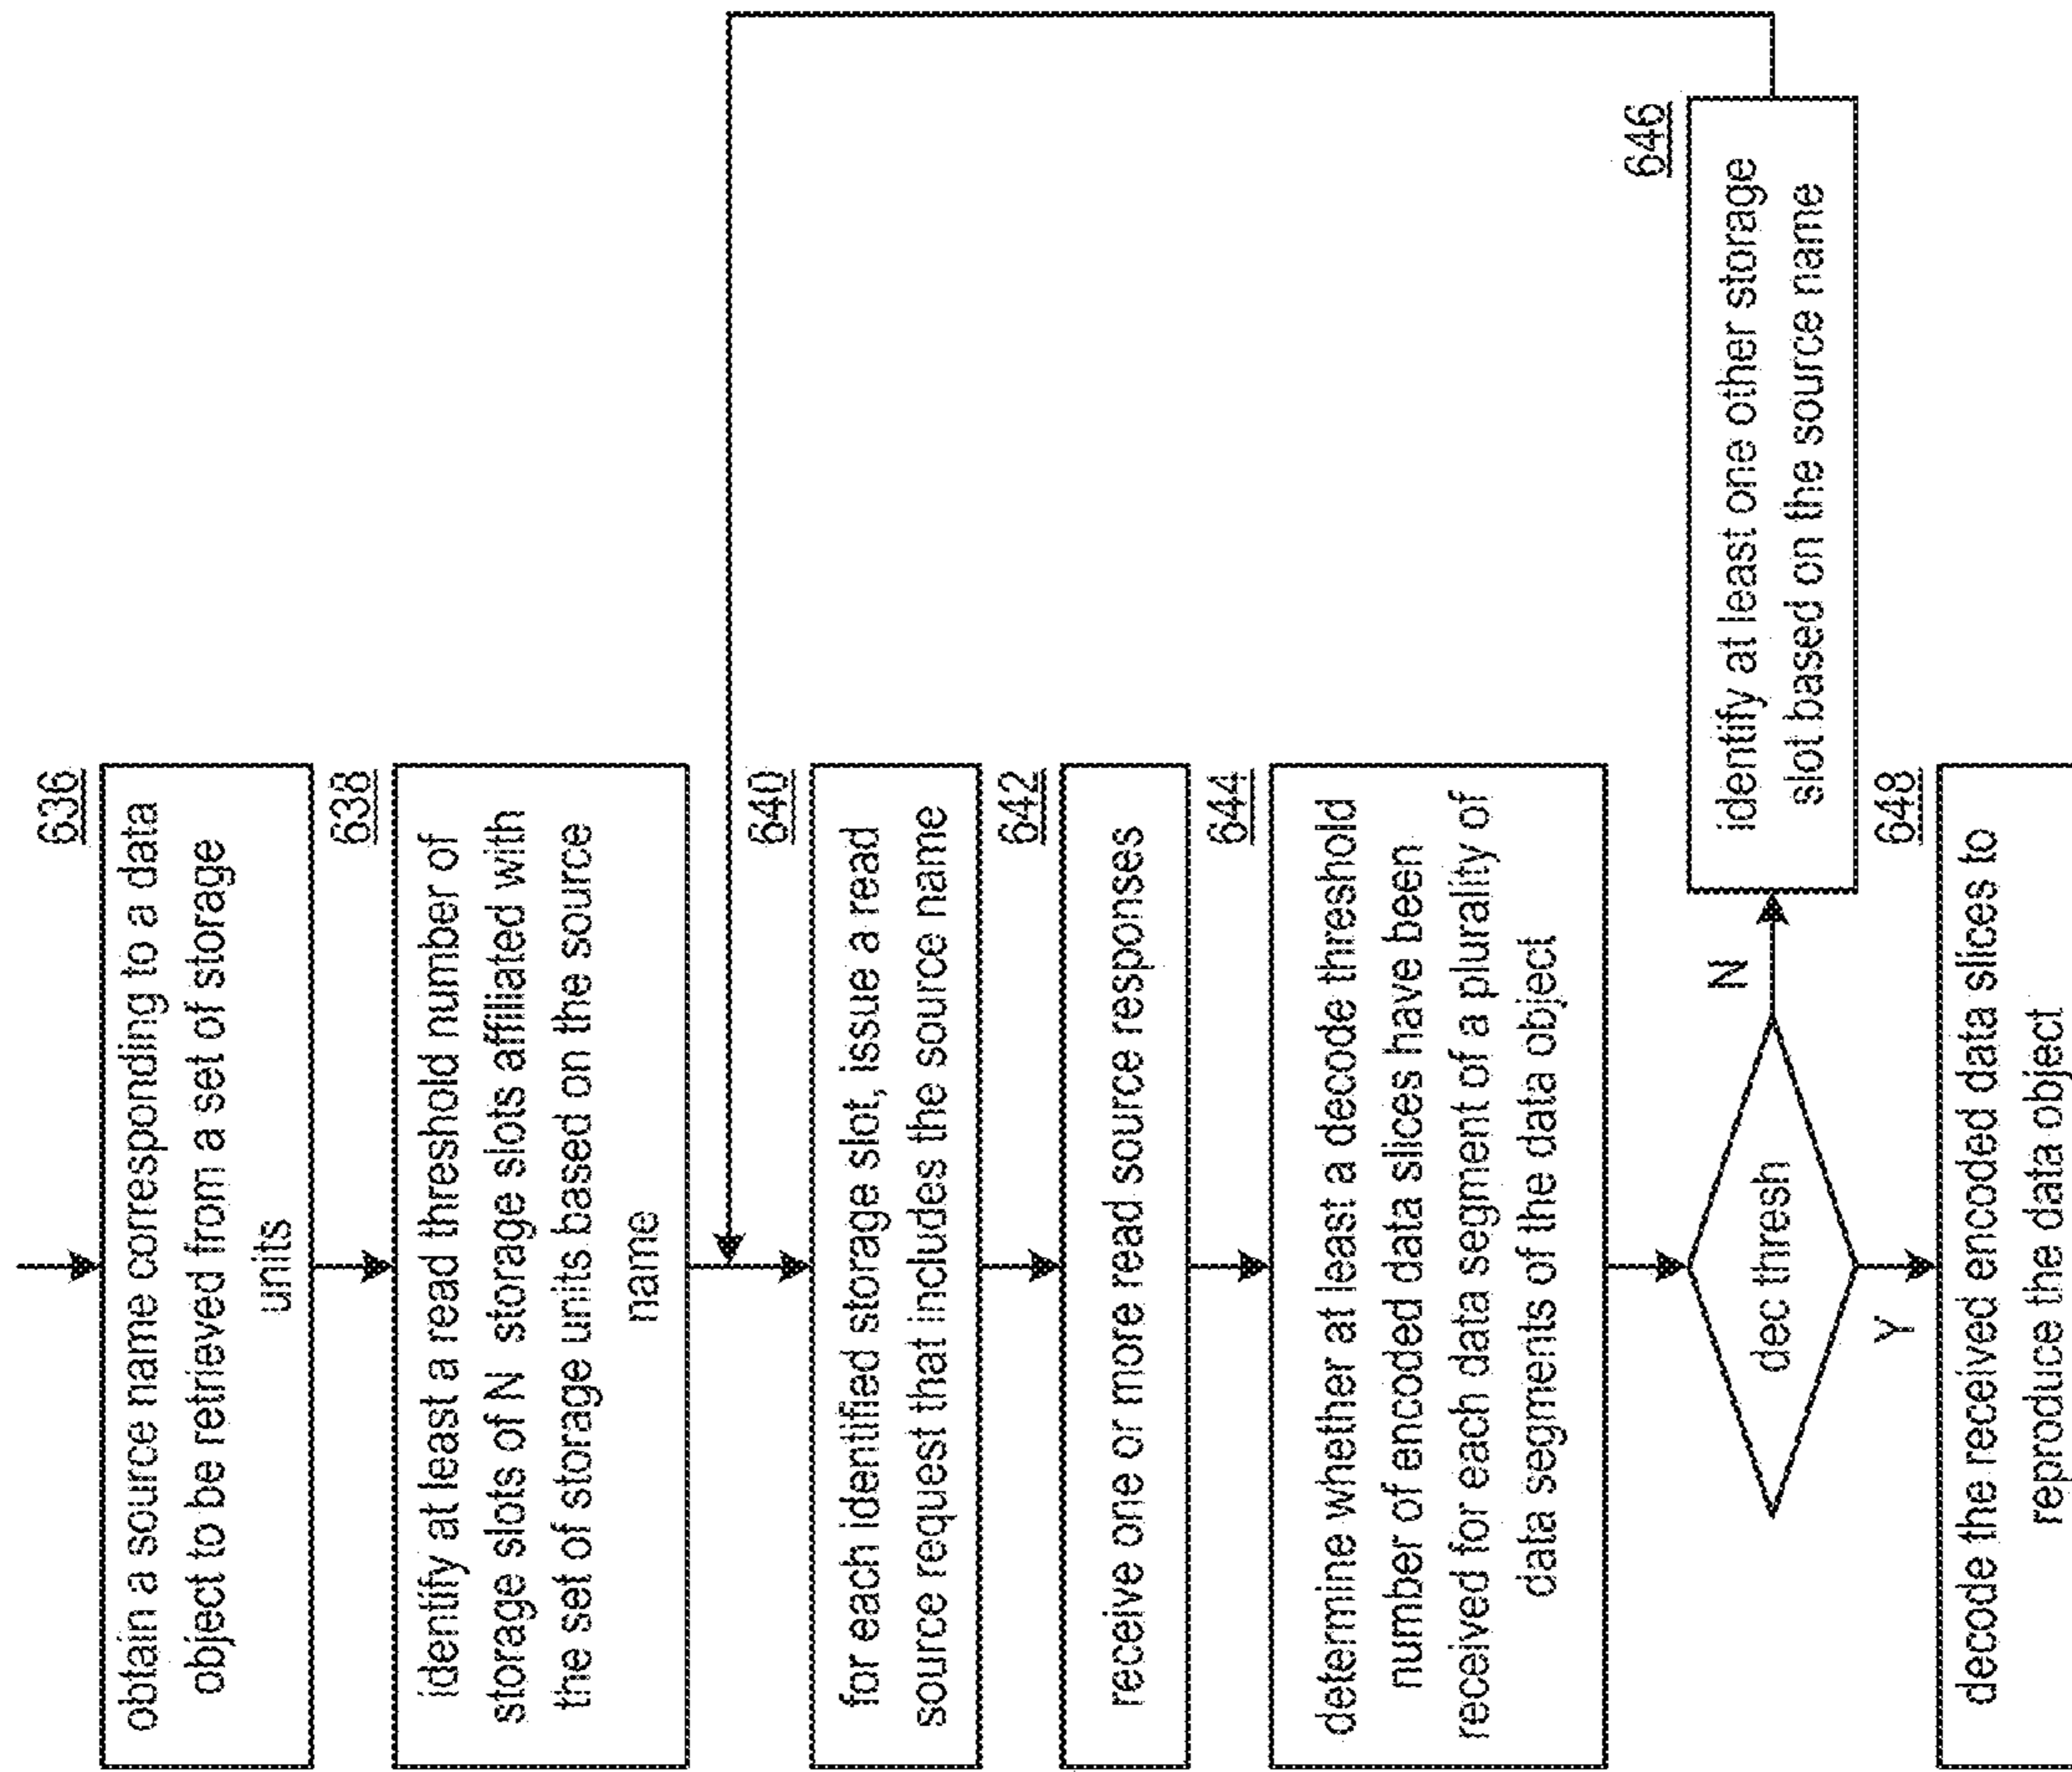 636
obtain a source name corresponding to a data
object to be retrieved from a set of storage
units
638
identify at least a read threshold number of
storage slots of N storage slots affiliated with
the set of storage units based on the source
name
640
for each identified storage slot, issue a read
source request that includes the source name
642
receive one or more read source responses
644
determine whether at least a decode threshold
number of encoded data slices have been
received for each data segment of a plurality of
data segments of the data object
dec thresh
N
646
identify at least one other storage
slot based on the source name
Y
648
decode the received encoded data slices to
reproduce the data object